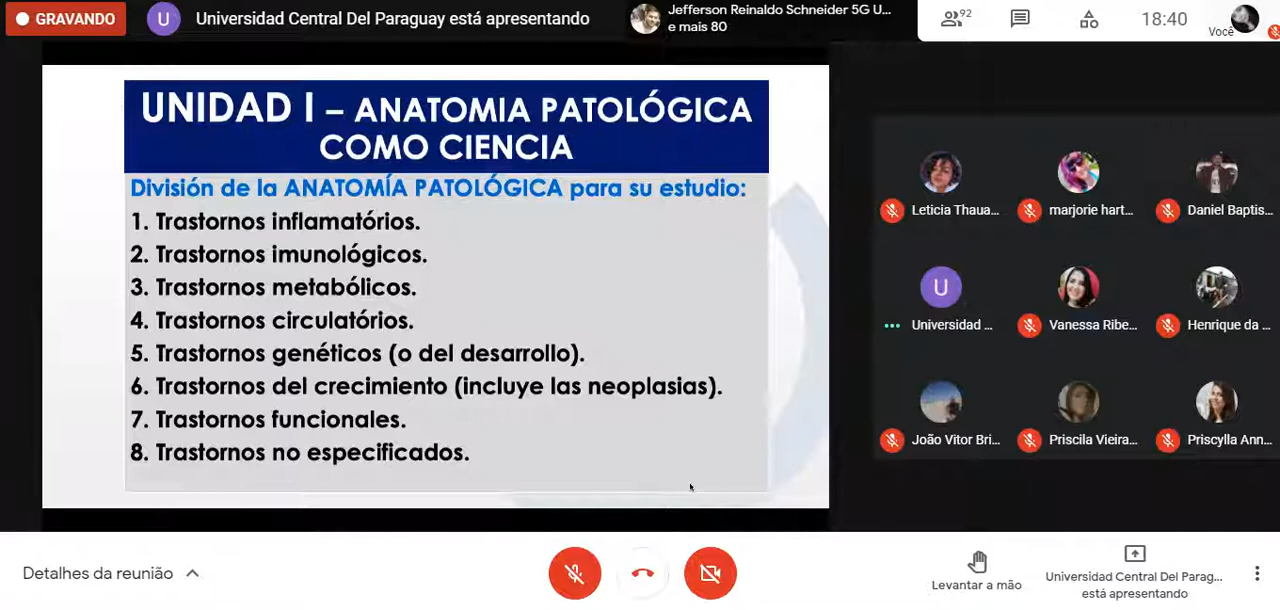 GRAVANDO
U
Universidad Central Del Paraguay está apresentando
Jefferson Reinaldo Schneider 5G U...
e mais 80
92
18:40
Você
UNIDAD I – ANATOMIA PATOLÓGICA
COMO CIENCIA
División de la ANATOMÍA PATOLÓGICA para su estudio:
1. Trastornos inflamatórios.
2. Trastornos imunológicos.
3. Trastornos metabólicos.
4. Trastornos circulatórios.
5. Trastornos genéticos (o del desarrollo).
6. Trastornos del crecimiento (incluye las neoplasias).
7. Trastornos funcionales.
8. Trastornos no especificados.
Leticia Thaua...
marjorie hart...
Daniel Baptis...
U
Universidad ...
Vanessa Ribe...
Henrique da ...
João Vitor Bri...
Priscila Vieira...
Priscylla Ann...
Detalhes da reunião
Levantar a mão
Universidad Central Del Parag...
está apresentando